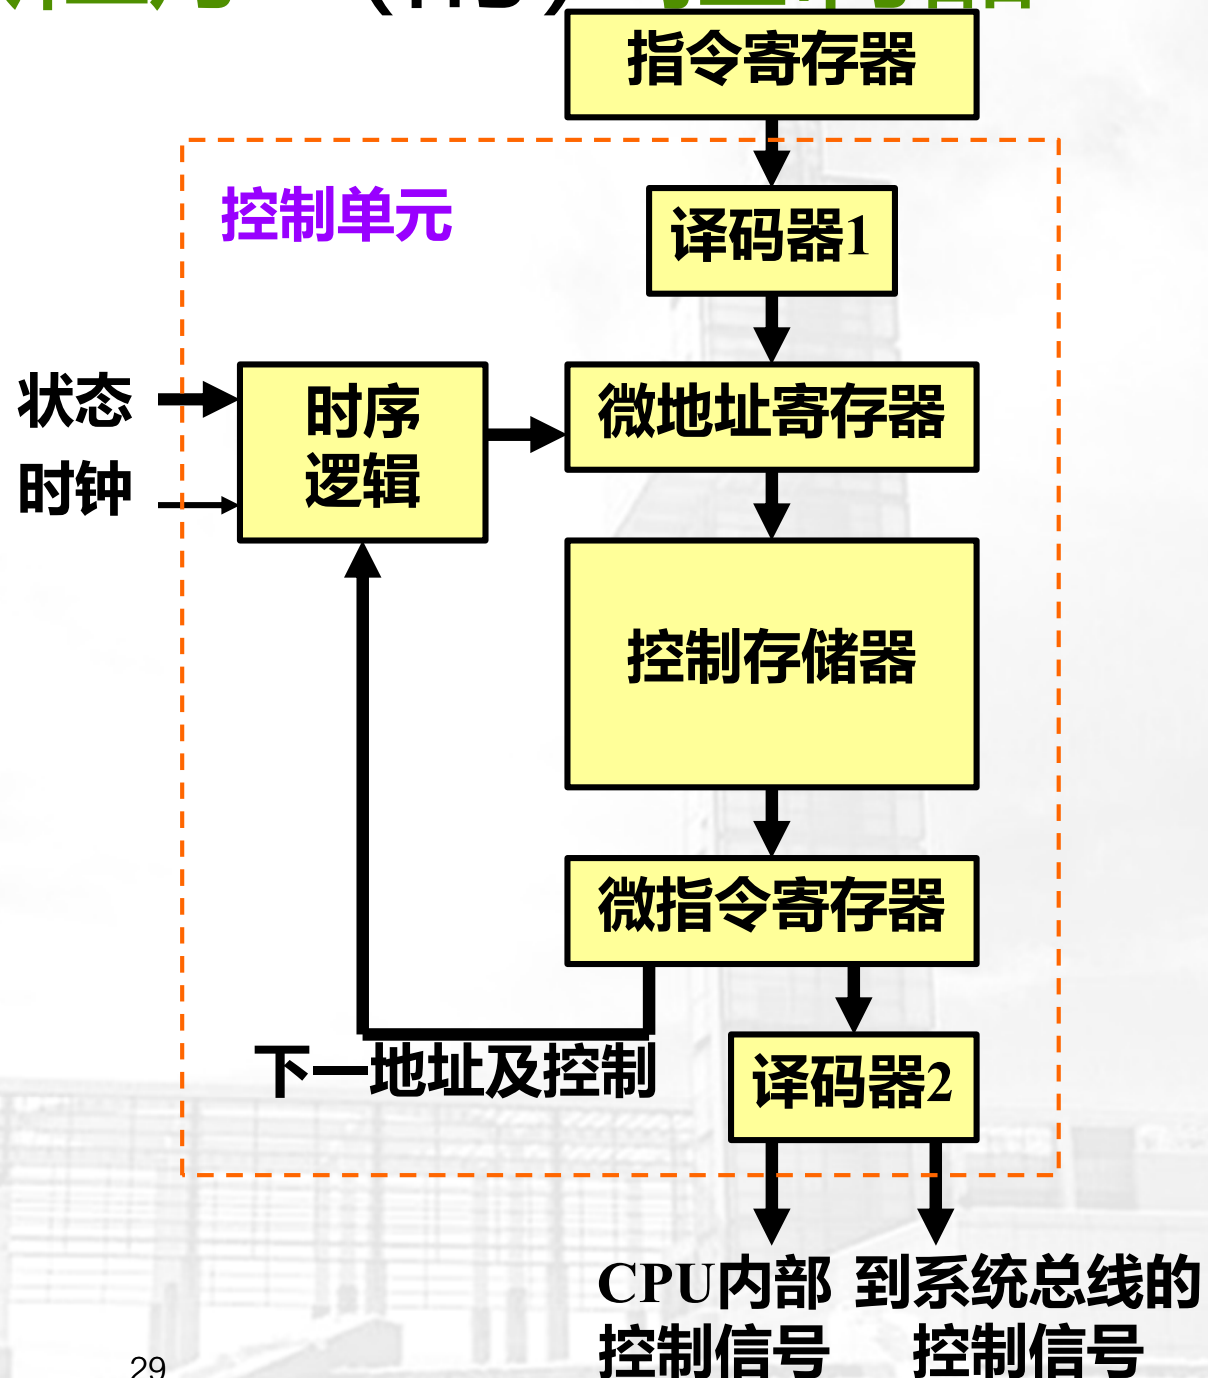 指令寄存器
控制单元
译码器1
状态
时钟
时序
逻辑
微地址寄存器
控制存储器
微指令寄存器
下一地址及控制
译码器2
CPU内部
控制信号
到系统总线的
控制信号
29